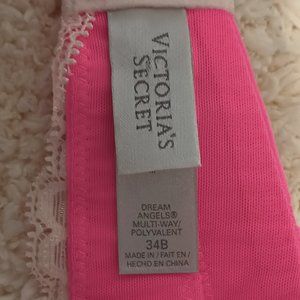 VICTORIA'S
SECRET
DREAM
ANGELS®
MULTI-WAY/
POLYVALENT
34B
MADE IN / FAIT EN /
HECHO EN CHINA